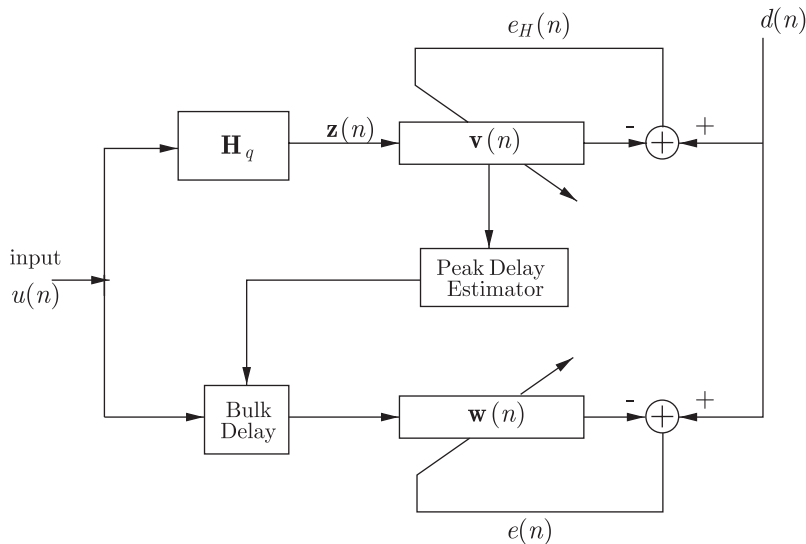 e_H(n)
d(n)
H_q
z(n)
v(n)
-
+
+
input
u(n)
Peak Delay
Estimator
Bulk
Delay
w(n)
-
+
+
e(n)